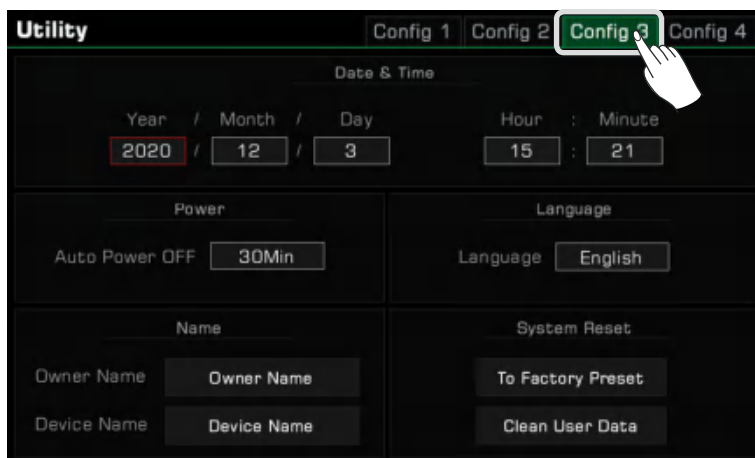 Utility Config 1 Config 2 Config 3 Config 4
Date & Time
Year / Month / Day Hour : Minute
2020 / 12 / 3 15 : 21
Power Language
Auto Power OFF 30Min Language English
Name System Reset
Owner Name Owner Name To Factory Preset
Device Name Device Name Clean User Data